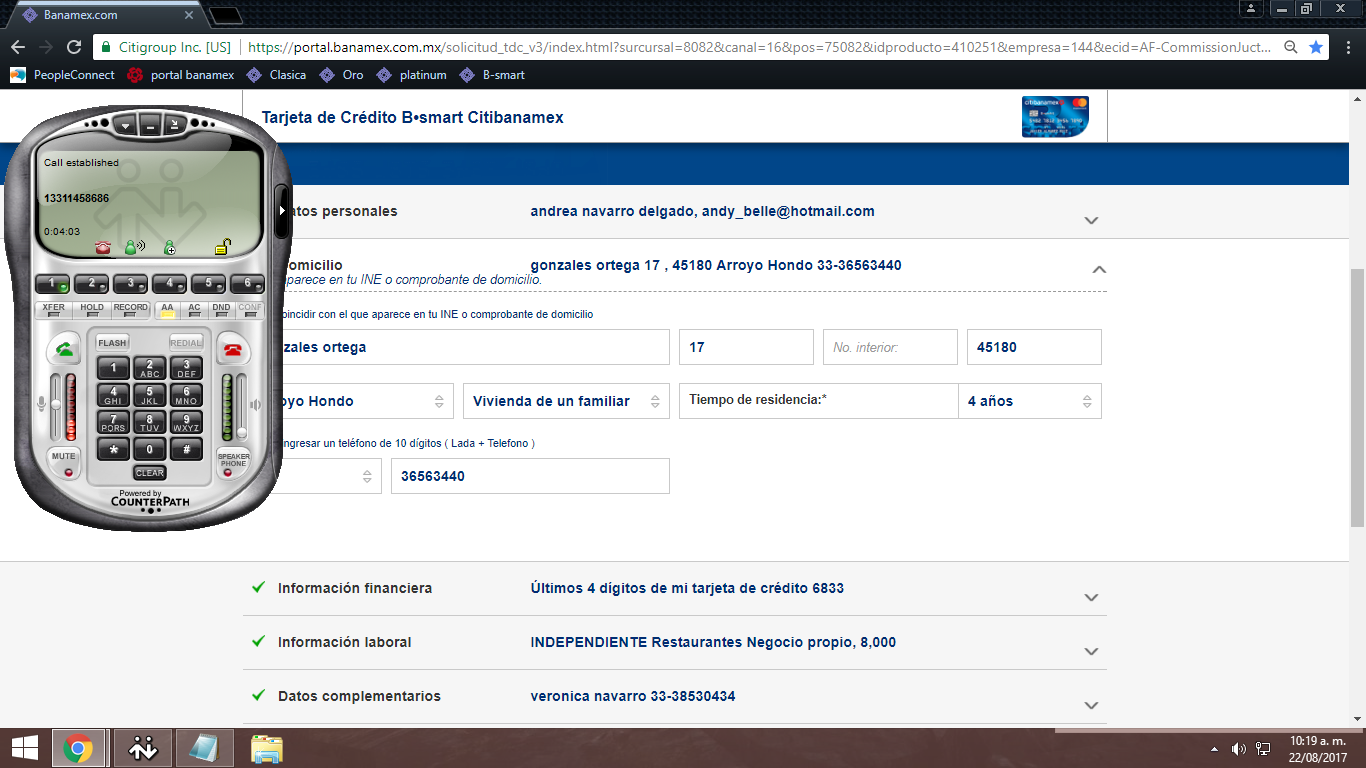 Banamex.com
Citigroup Inc. [US] https://portal.banamex.com.mx/solicitud_tdc_v3/index.html?surcursal=8082&canal=16&pos=75082&idproducto=410251&empresa=144&ecid=AF-CommissionJuct...
PeopleConnect portal banamex Clasica Oro platinum B-smart
Tarjeta de Crédito B•smart Citibanamex
citibanamex
atos personales andrea navarro delgado, andy_belle@hotmail.com
omicilio gonzales ortega 17 , 45180 Arroyo Hondo 33-36563440
aparece en tu INE o comprobante de domicilio.
oincidir con el que aparece en tu INE o comprobante de domicilio
zales ortega 17 No. interior: 45180
oyo Hondo Vivienda de un familiar Tiempo de residencia:* 4 años
ngresar un teléfono de 10 dígitos ( Lada + Telefono )
36563440
Información financiera Últimos 4 dígitos de mi tarjeta de crédito 6833
Información laboral INDEPENDIENTE Restaurantes Negocio propio, 8,000
Datos complementarios veronica navarro 33-38530434
Call established
13311458686
0:04:03
1 2 3 4 5 6
XFER HOLD RECORD AA AC DND CONF
FLASH REDIAL
1 2 ABC 3 DEF
4 GHI 5 JKL 6 MNO
7 PQRS 8 TUV 9 WXYZ
* 0 #
MUTE CLEAR SPEAKER PHONE
Powered by
COUNTERPATH
10:19 a. m.
22/08/2017